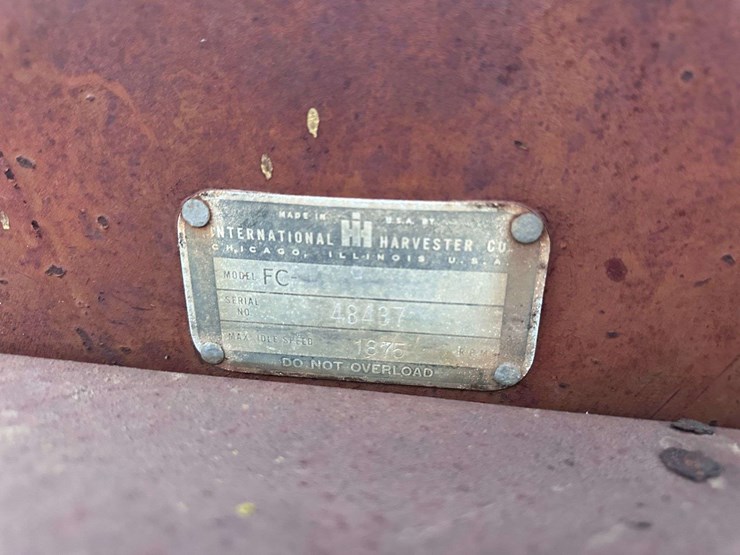 MADE IN U.S.A. BY
INTERNATIONAL IH HARVESTER CO.
CHICAGO, ILLINOIS U.S.A.
MODEL FC-
SERIAL NO. 48437
MAX. IDLE SPEED 1875 R.P.M.
DO NOT OVERLOAD